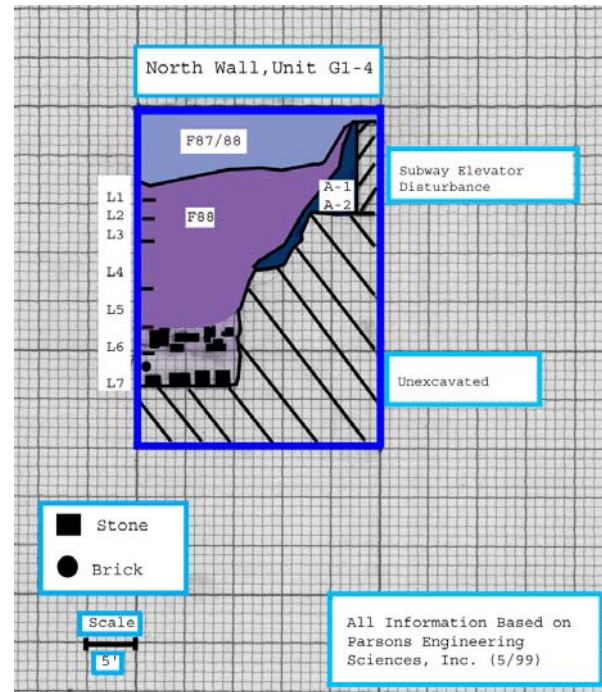 North Wall,Unit G1-4
F87/88
Subway Elevator
Disturbance
A-1
A-2
L1
L2
F88
L3
L4
L5
L6
Unexcavated
L7
Stone
Brick
Scale
5'
All Information Based on
Parsons Engineering
Sciences, Inc. (5/99)